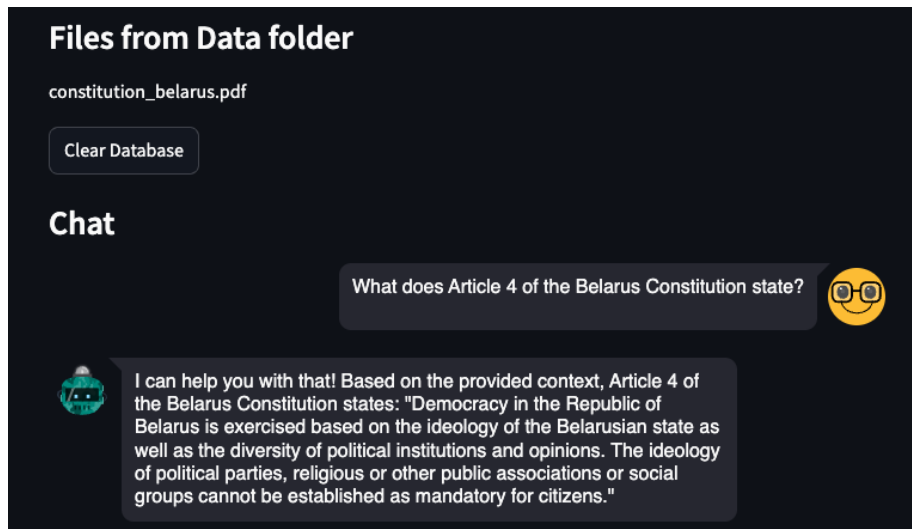 Files from Data folder
constitution_belarus.pdf
Clear Database
Chat
What does Article 4 of the Belarus Constitution state?
I can help you with that! Based on the provided context, Article 4 of
the Belarus Constitution states: "Democracy in the Republic of
Belarus is exercised based on the ideology of the Belarusian state as
well as the diversity of political institutions and opinions. The ideology
of political parties, religious or other public associations or social
groups cannot be established as mandatory for citizens."